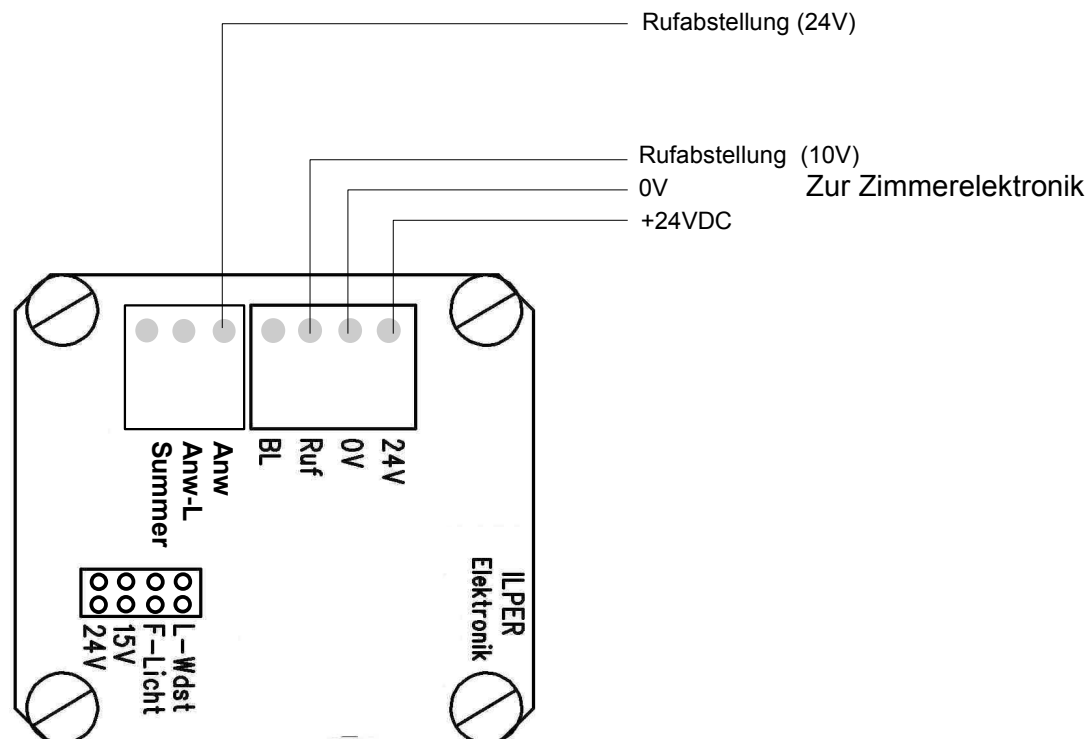 Rufabstellung (24V)
Rufabstellung (10V)
0V
Zur Zimmerelektronik
+24VDC
Summer
Anw-L
Anw
BL
Ruf
0V
24V
24V
15V
F-Licht
L-Wdst
ILPER
Elektronik